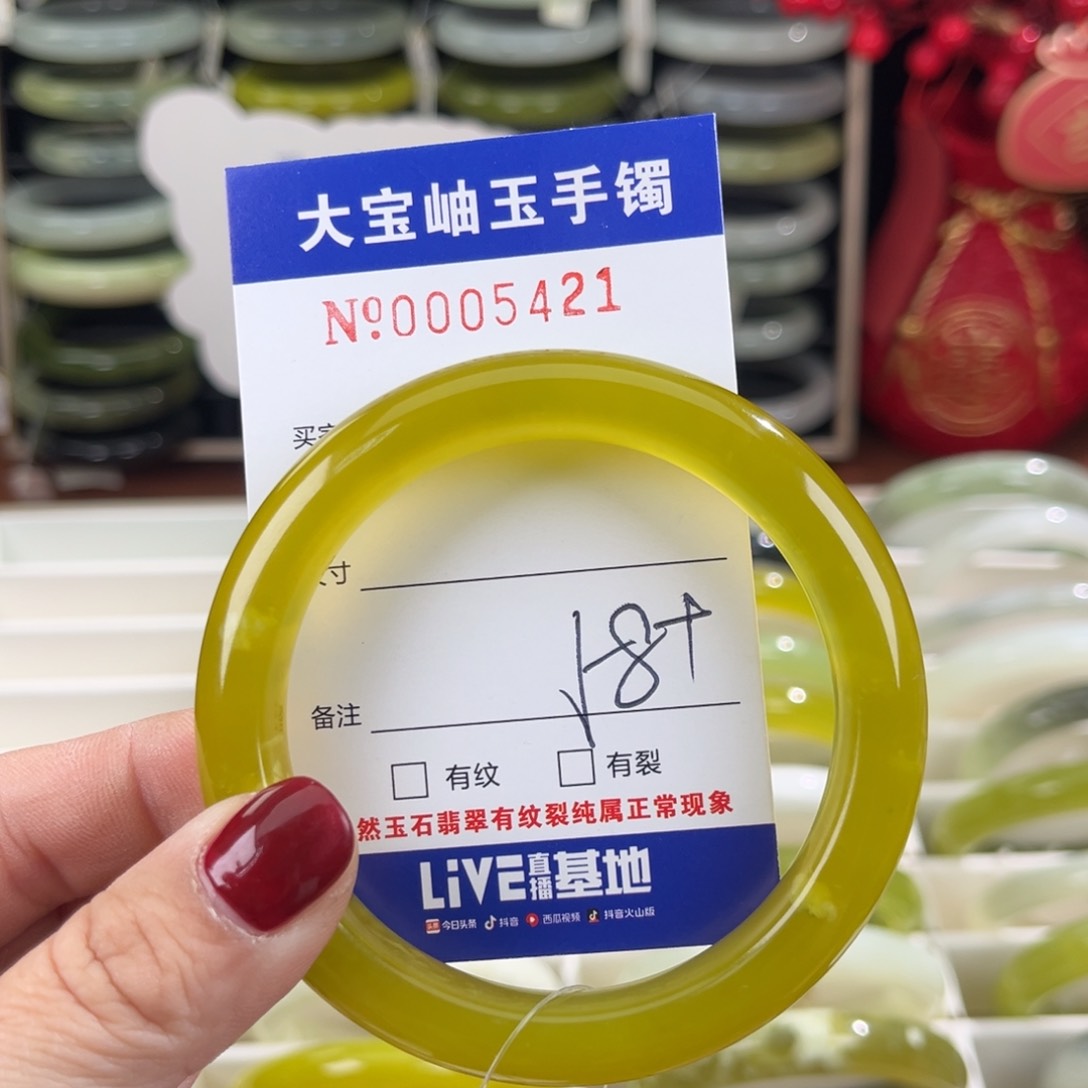 大宝岫玉手镯
Nº0005421
买
寸
备注
有纹 有裂
然玉石翡翠有纹裂纯属正常现象
LiVE直播基地
今日头条 抖音 西瓜视频 抖音火山版